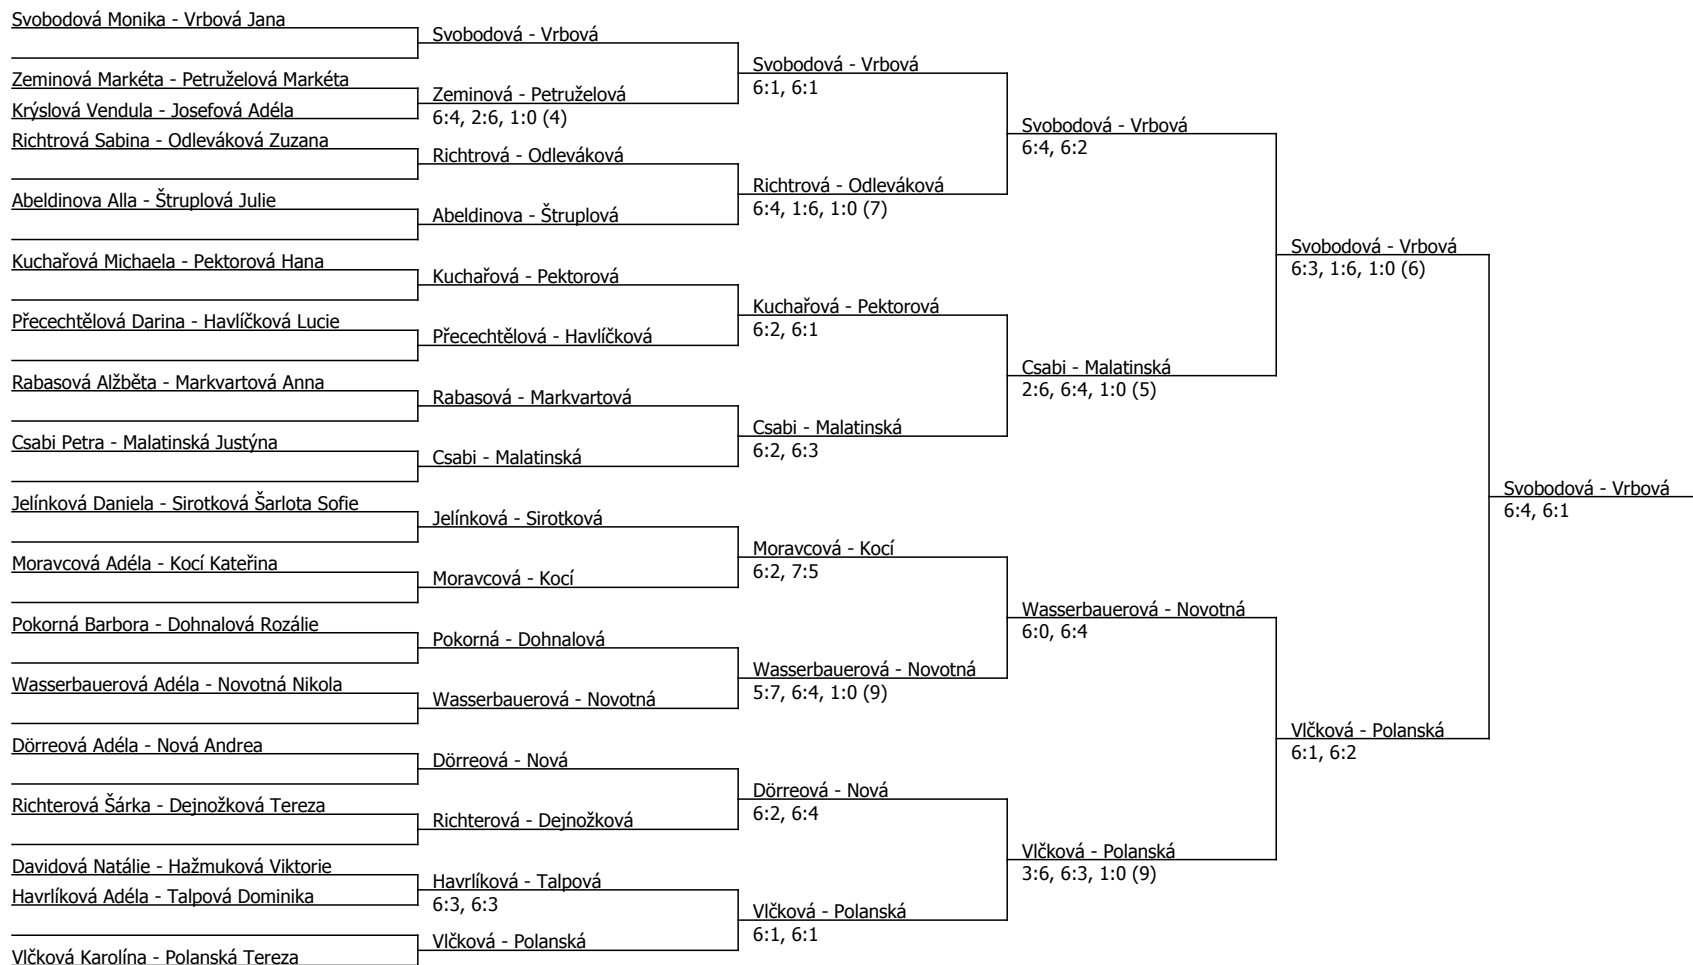 Svobodová Monika - Vrbová Jana
Zeminová Markéta - Petruželová Markéta
Krýslová Vendula - Josefová Adéla
Richtrová Sabina - Odleváková Zuzana
Abeldinova Alla - Štruplová Julie
Kuchařová Michaela - Pektorová Hana
Přecechtělová Darina - Havlíčková Lucie
Rabasová Alžběta - Markvartová Anna
Csabi Petra - Malatinská Justýna
Jelínková Daniela - Sirotková Šarlota Sofie
Moravcová Adéla - Kocí Kateřina
Pokorná Barbora - Dohnalová Rozálie
Wasserbauerová Adéla - Novotná Nikola
Dörreová Adéla - Nová Andrea
Richterová Šárka - Dejnožková Tereza
Davidová Natálie - Hažmuková Viktorie
Havrlíková Adéla - Talpová Dominika
Vlčková Karolína - Polanská Tereza
Svobodová - Vrbová
Zeminová - Petruželová
6:4, 2:6, 1:0 (4)
Richtrová - Odleváková
Abeldinova - Štruplová
Kuchařová - Pektorová
Přecechtělová - Havlíčková
Rabasová - Markvartová
Csabi - Malatinská
Jelínková - Sirotková
Moravcová - Kocí
Pokorná - Dohnalová
Wasserbauerová - Novotná
Dörreová - Nová
Richterová - Dejnožková
Havrlíková - Talpová
6:3, 6:3
Vlčková - Polanská
Svobodová - Vrbová
6:1, 6:1
Richtrová - Odleváková
6:4, 1:6, 1:0 (7)
Kuchařová - Pektorová
6:2, 6:1
Csabi - Malatinská
6:2, 6:3
Moravcová - Kocí
6:2, 7:5
Wasserbauerová - Novotná
5:7, 6:4, 1:0 (9)
Dörreová - Nová
6:2, 6:4
Vlčková - Polanská
6:1, 6:1
Svobodová - Vrbová
6:4, 6:2
Csabi - Malatinská
2:6, 6:4, 1:0 (5)
Wasserbauerová - Novotná
6:0, 6:4
Vlčková - Polanská
3:6, 6:3, 1:0 (9)
Svobodová - Vrbová
6:3, 1:6, 1:0 (6)
Vlčková - Polanská
6:1, 6:2
Svobodová - Vrbová
6:4, 6:1